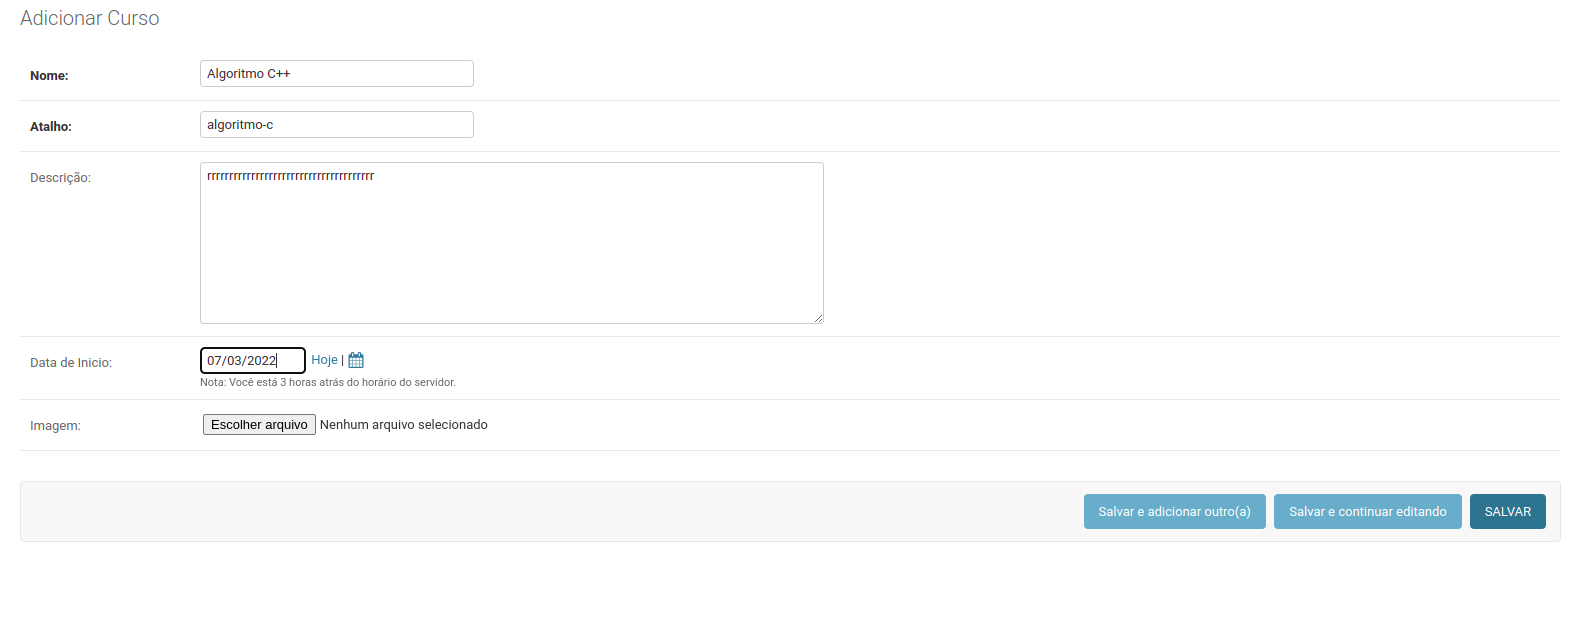 Adicionar Curso
Nome: Algoritmo C++
Atalho: algoritmo-c
Descrição: rrrrrrrrrrrrrrrrrrrrrrrrrrrrrrrrrrrrrr
Data de Inicio: 07/03/2022 Hoje |
Nota: Você está 3 horas atrás do horário do servidor.
Imagem: Escolher arquivo Nenhum arquivo selecionado
Salvar e adicionar outro(a) Salvar e continuar editando SALVAR